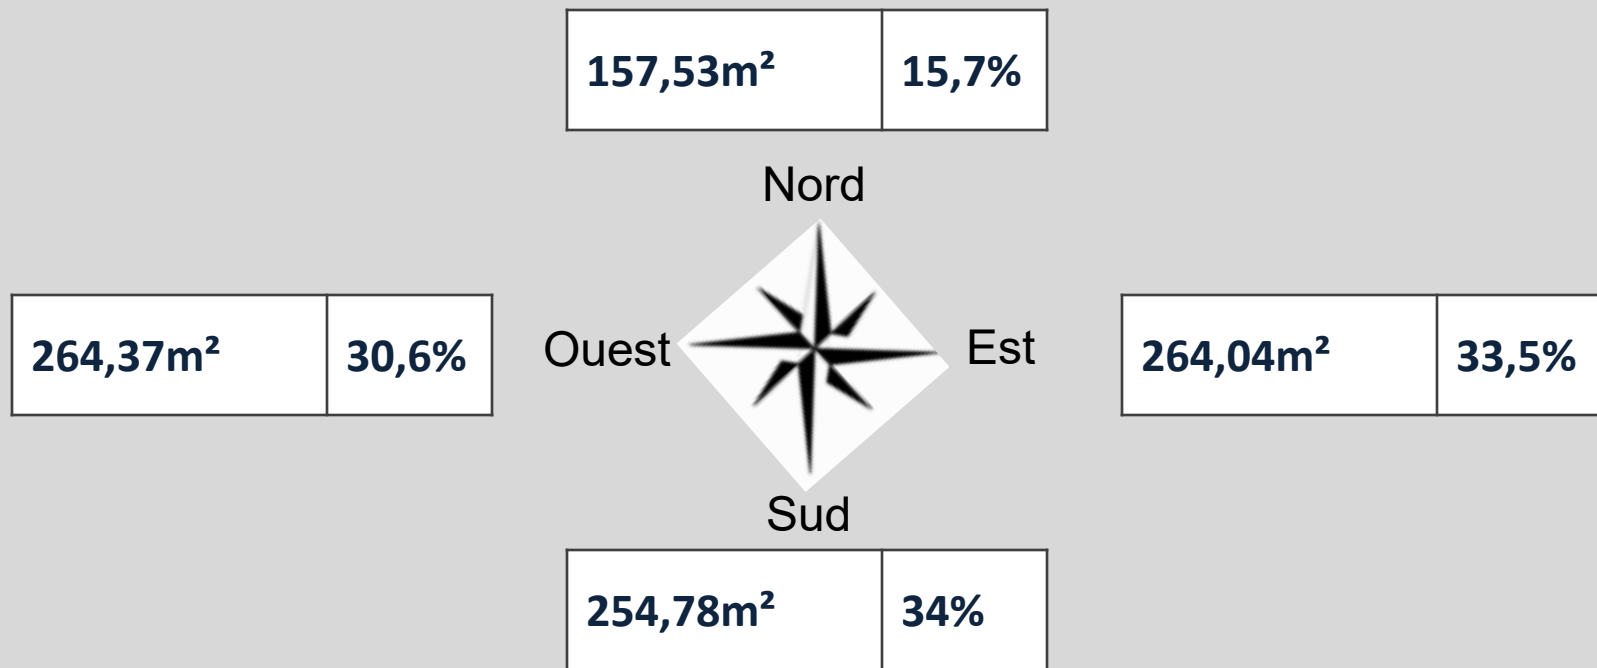 157,53m² 15,7%
Nord
264,37m² 30,6% Ouest Est 264,04m² 33,5%
Sud
254,78m² 34%